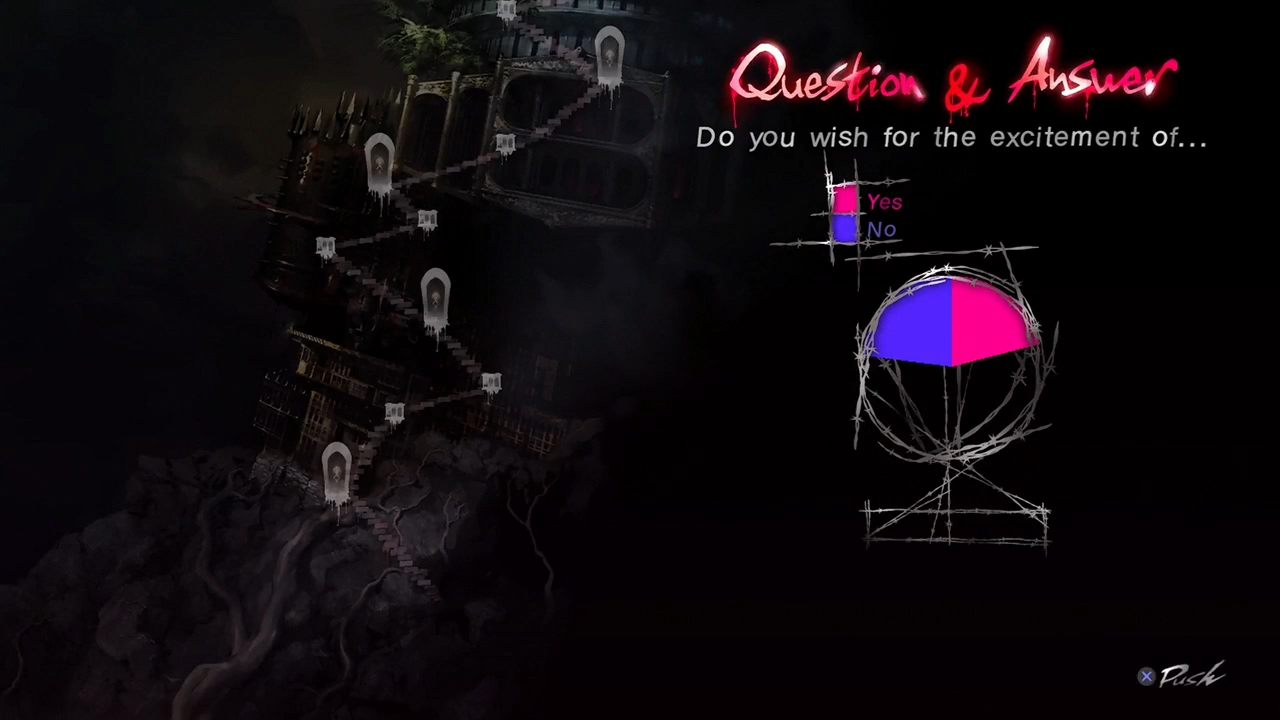 Question & Answer
Do you wish for the excitement of...
Yes
No
Push